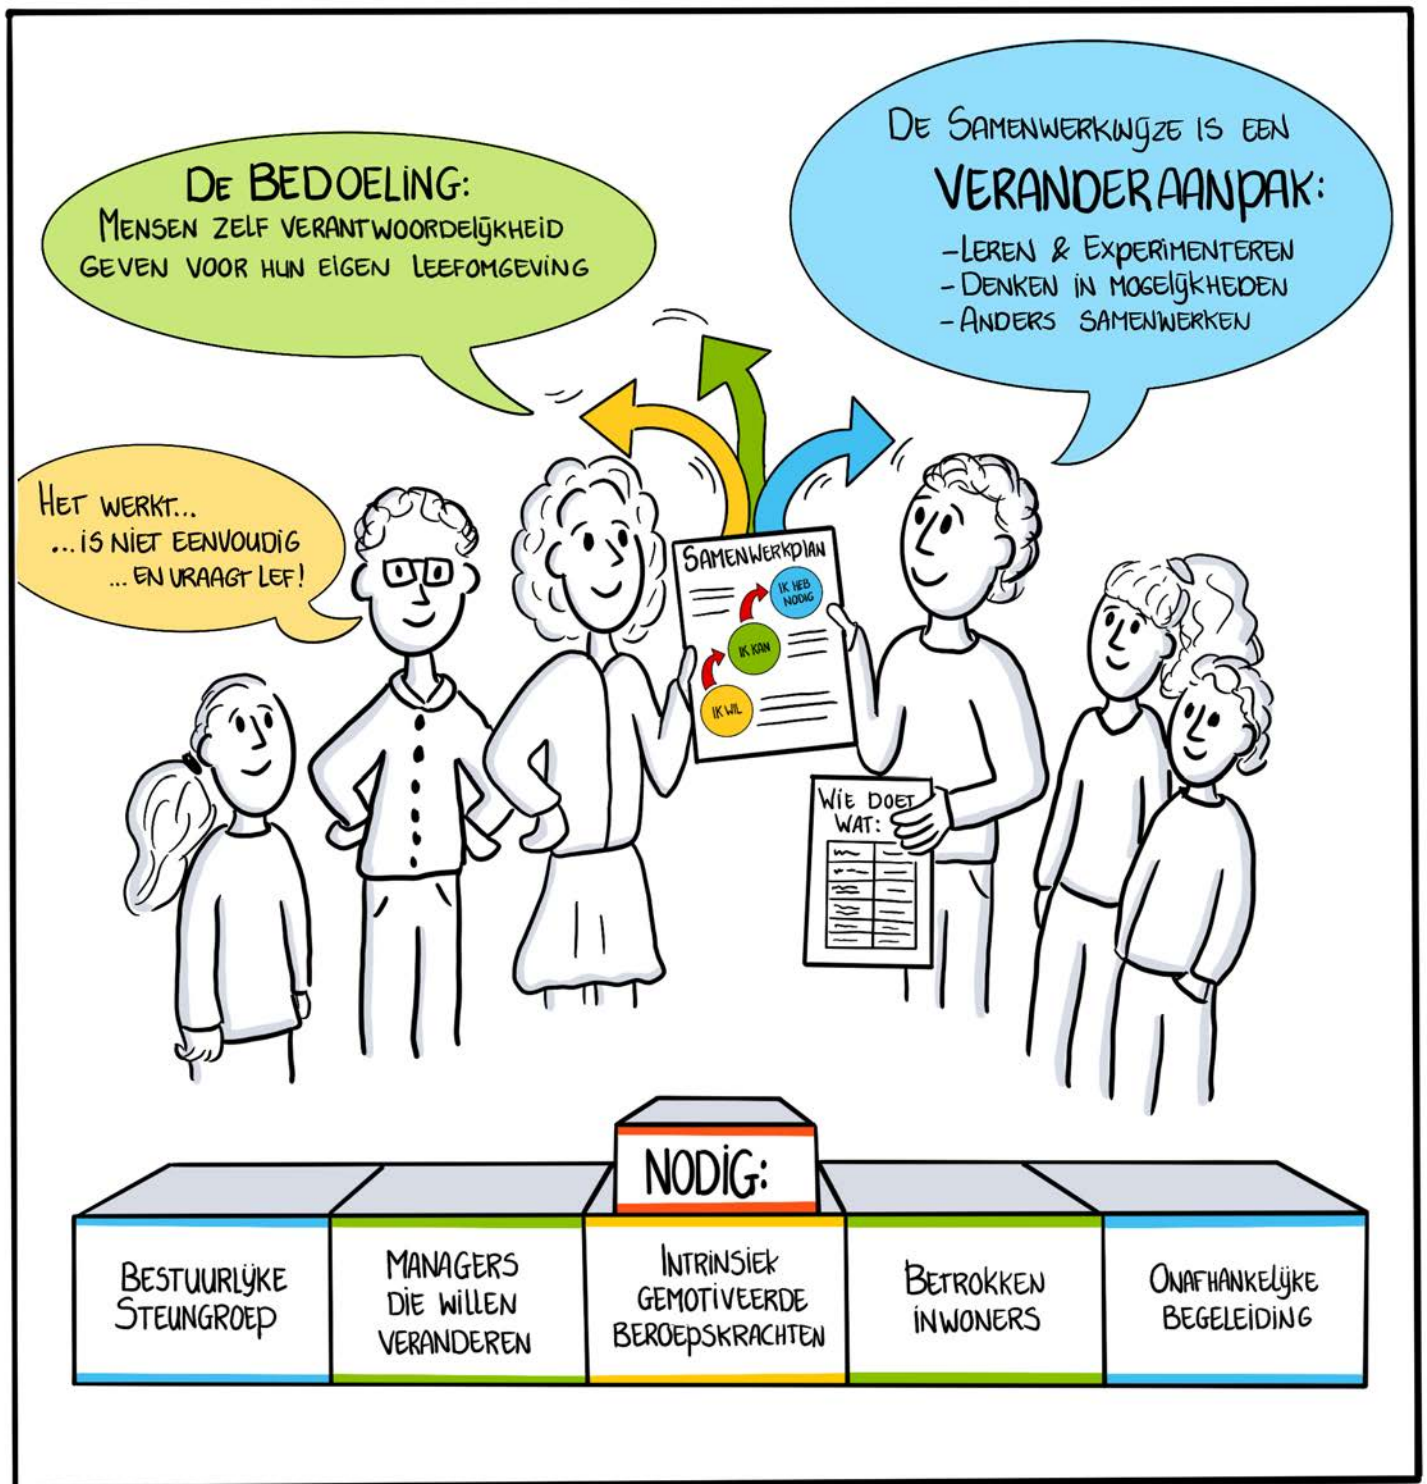 DE BEDOELING:
MENSEN ZELF VERANTWOORDELIJKHEID
GEVEN VOOR HUN EIGEN LEEFOMGEVING
DE SAMENWERKWIJZE IS EEN
VERANDERAANPAK:
-LEREN & EXPERIMENTEREN
-DENKEN IN MOGELIJKHEDEN
-ANDERS SAMENWERKEN
HET WERKT...
...IS NIET EENVOUDIG
... EN VRAAGT LEF!
SAMENWERKPLAN
IK HEB
NODIG
IK KAN
IK WIL
WIE DOET
WAT:
NODIG:
BESTUURLIJKE
STEUNGROEP
MANAGERS
DIE WILLEN
VERANDEREN
INTRINSIEK
GEMOTIVEERDE
BEROEPSKRACHTEN
BETROKKEN
INWONERS
ONAFHANKELIJKE
BEGELEIDING